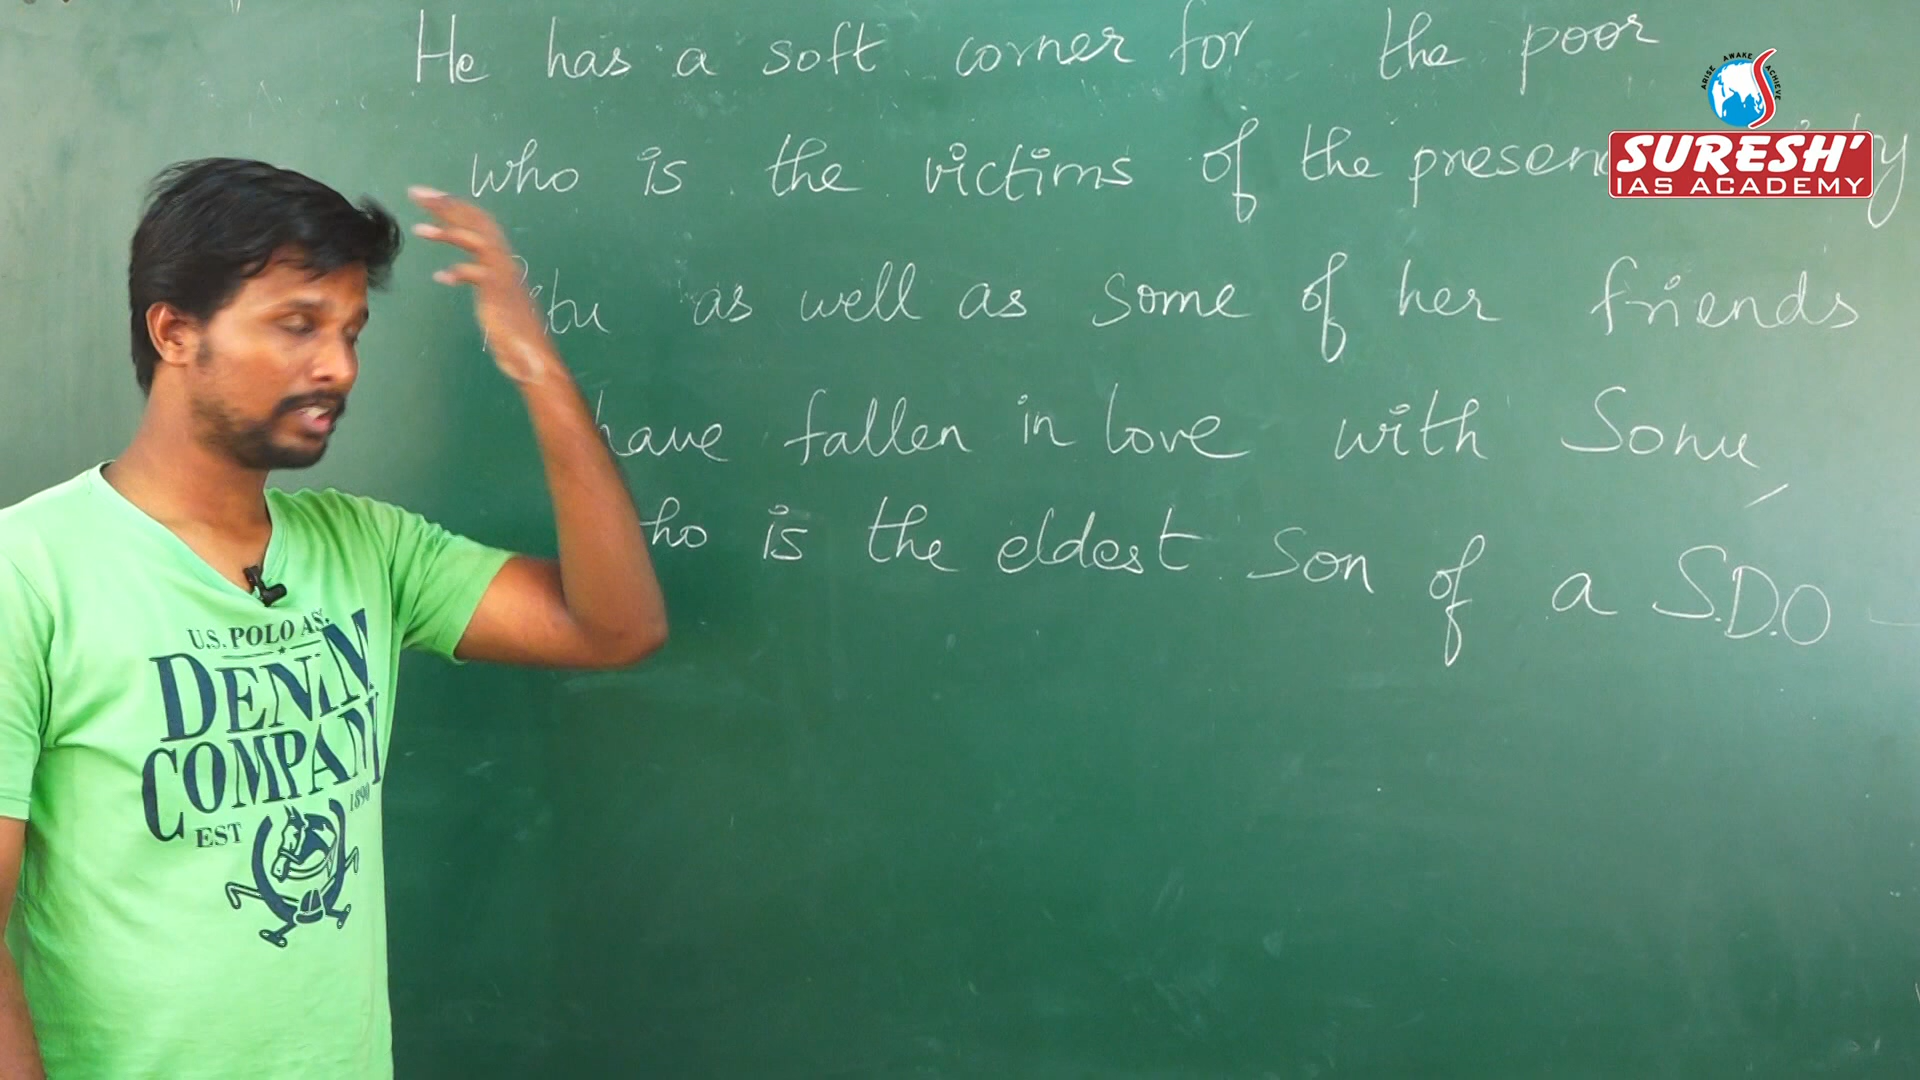 He has a soft corner for the poor
who is the victims of the
as well as some of her friends
have fallen in love with Sonu
is the eldest son of a S.D.O
ARISE AWAKE ACHIEVE
SURESH'
IAS ACADEMY
U.S. POLO ASS
DENIM
COMPANY
EST 1890